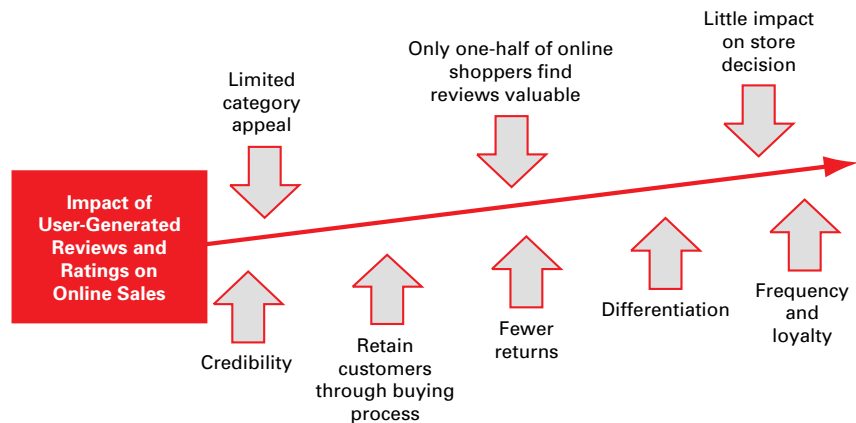 Limited
category
appeal
Only one-half of online
shoppers find
reviews valuable
Little impact
on store
decision
Impact of
User-Generated
Reviews and
Ratings on
Online Sales
Credibility
Retain
customers
through buying
process
Fewer
returns
Differentiation
Frequency
and
loyalty